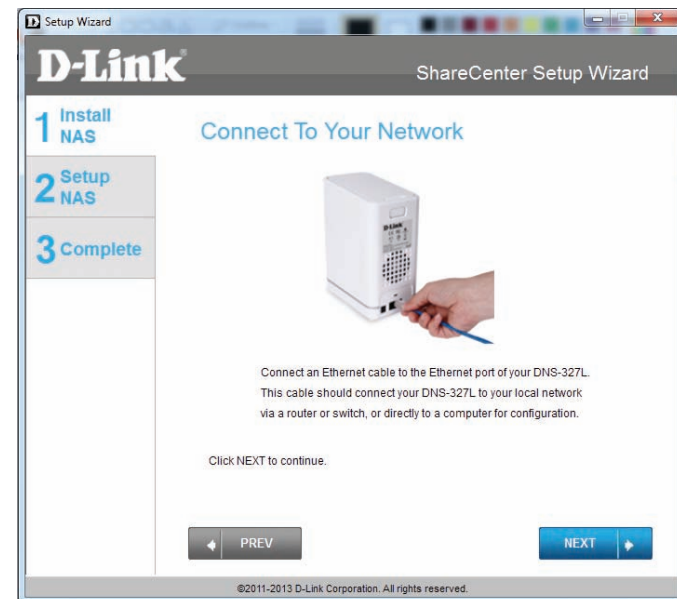 Setup Wizard
D-Link
ShareCenter Setup Wizard
1 Install NAS
2 Setup NAS
3 Complete
Connect To Your Network
D-Link
Connect an Ethernet cable to the Ethernet port of your DNS-327L.
This cable should connect your DNS-327L to your local network
via a router or switch, or directly to a computer for configuration.
Click NEXT to continue.
PREV
NEXT
©2011-2013 D-Link Corporation. All rights reserved.